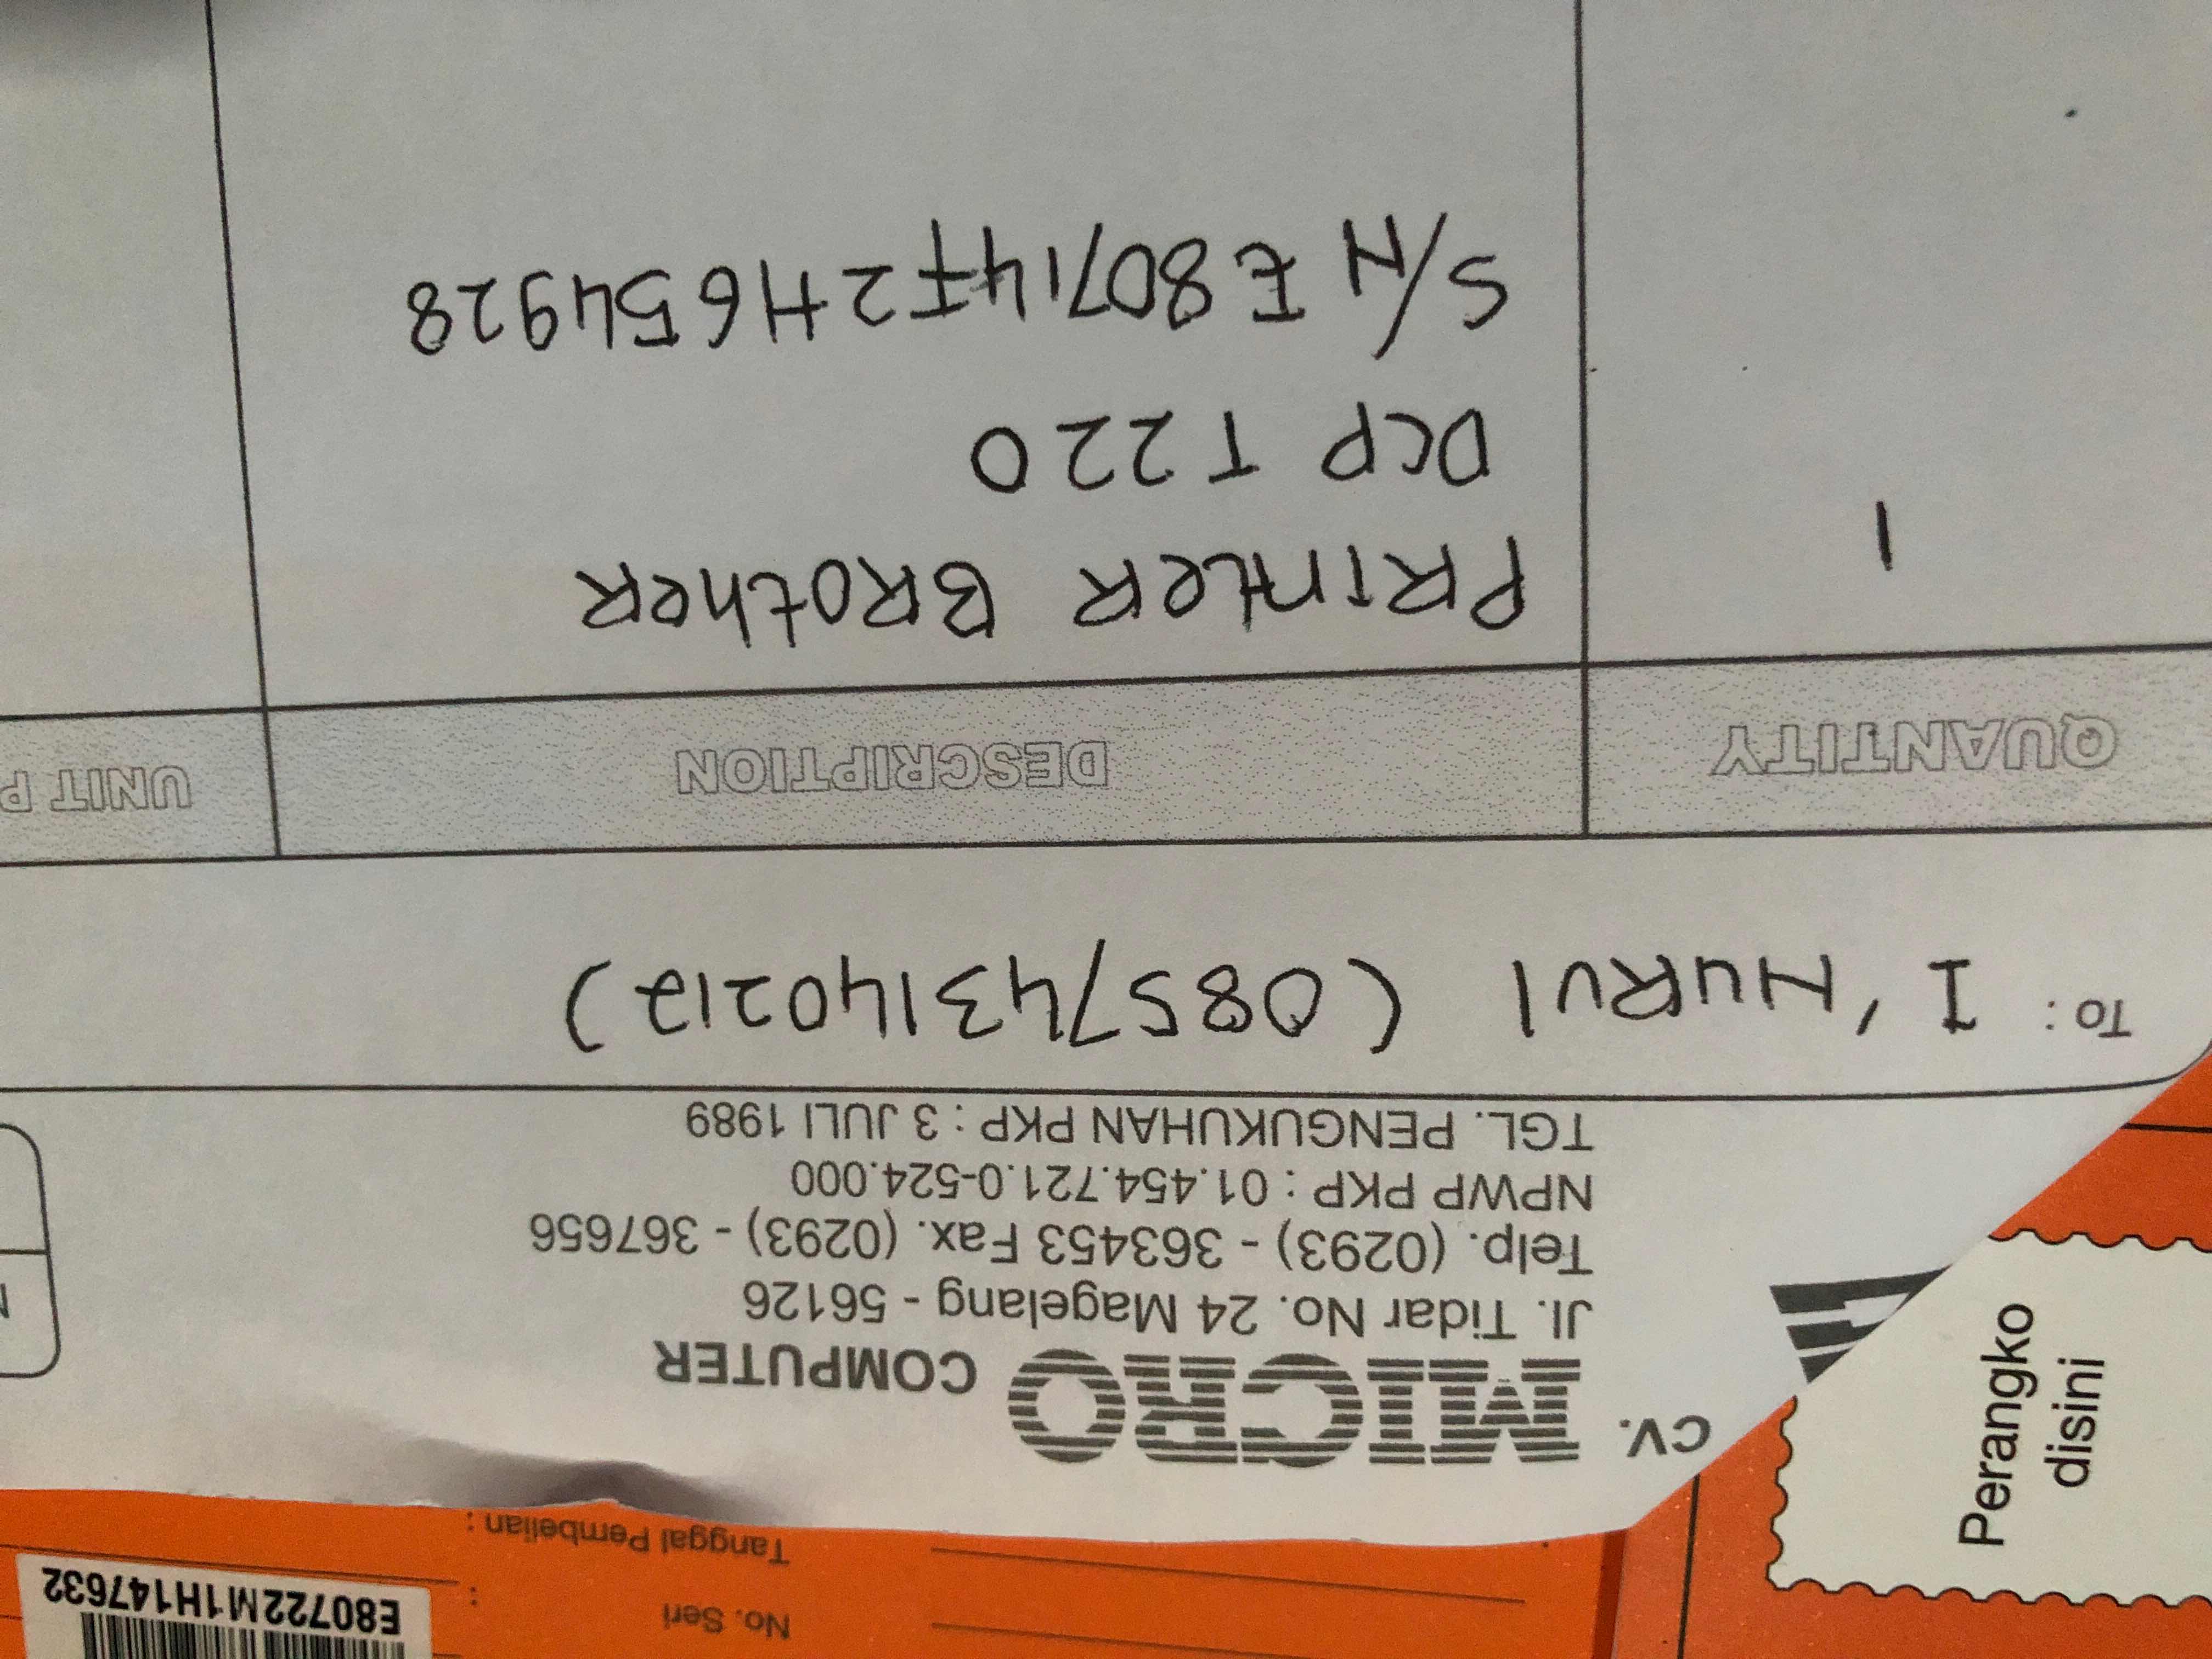 CV. MICRO COMPUTER
Jl. Tidar No. 24 Magelang - 56126
Telp. (0293) - 363453 Fax. (0293) - 367656
NPWP PKP : 01.454.721.0-524.000
TGL. PENGUKUHAN PKP : 3 JULI 1989
TO : I, NURUL
QUANTITY DESCRIPTION UNIT P
1 PRINTER BROTHER
DCP T220
S/N E80714F2H654928
Perangko
disini
Tanggal Pembelian :
No. Seri :
E80722M1H147632